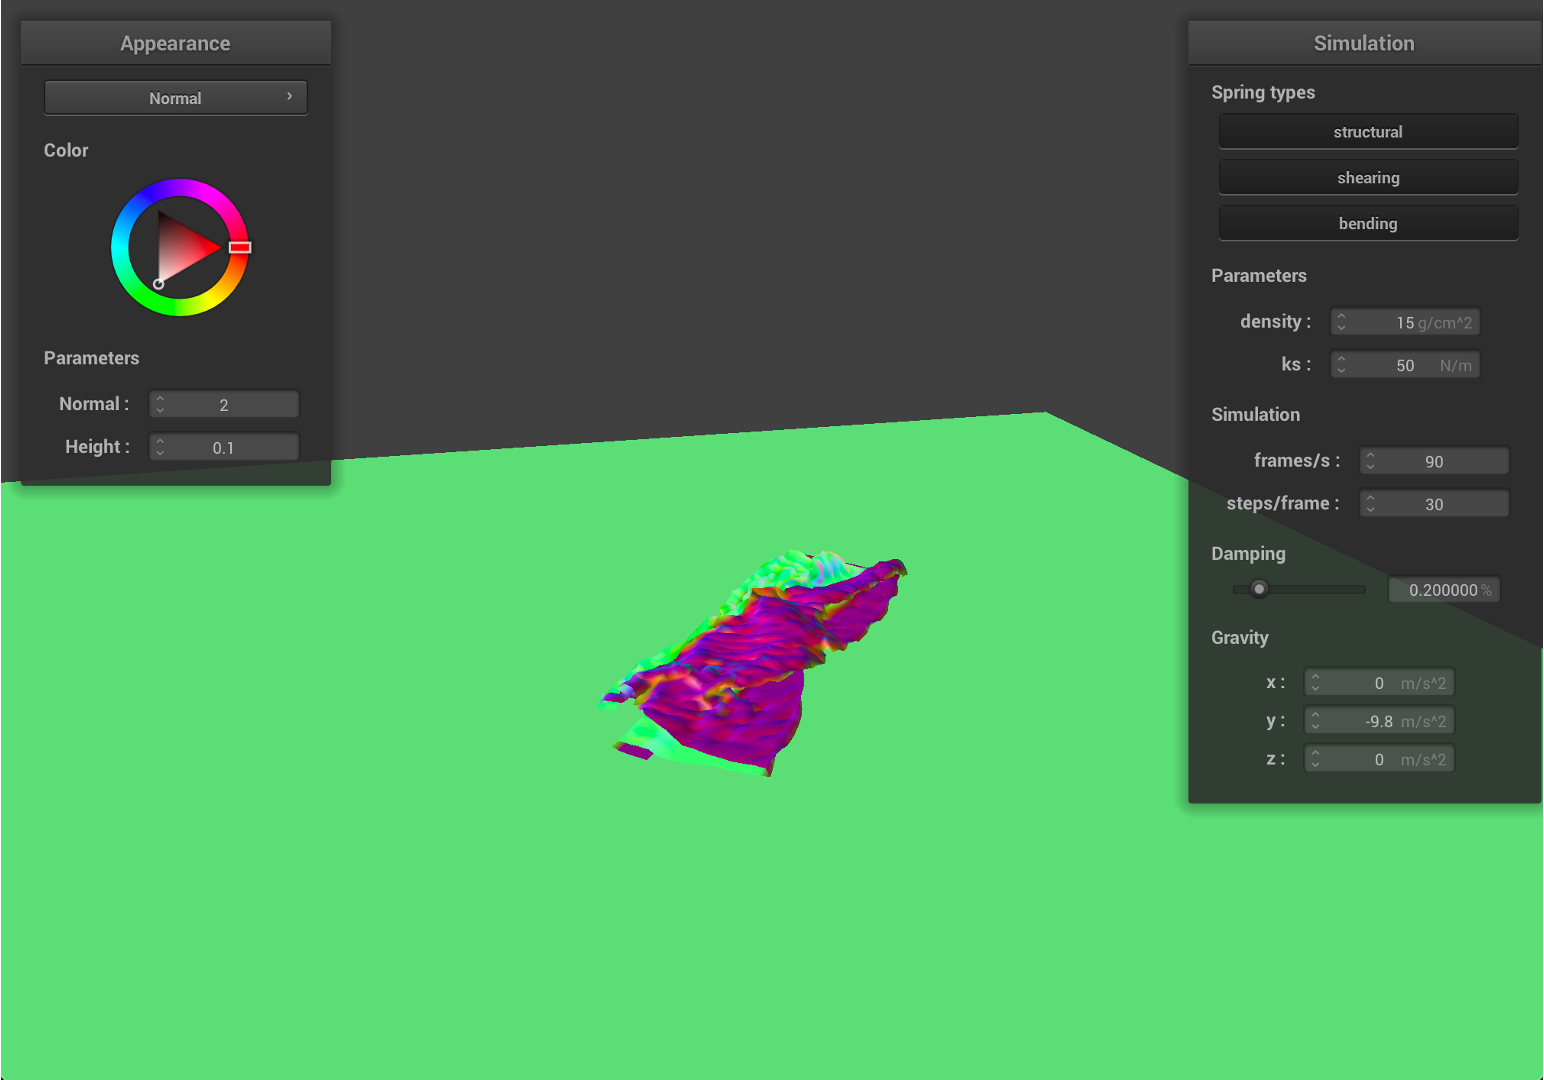 Appearance
Normal
Color
Parameters
Normal : 2
Height : 0.1
Simulation
Spring types
structural
shearing
bending
Parameters
density : 15 g/cm^2
ks : 50 N/m
Simulation
frames/s : 90
steps/frame : 30
Damping
0.200000 %
Gravity
x : 0 m/s^2
y : -9.8 m/s^2
z : 0 m/s^2